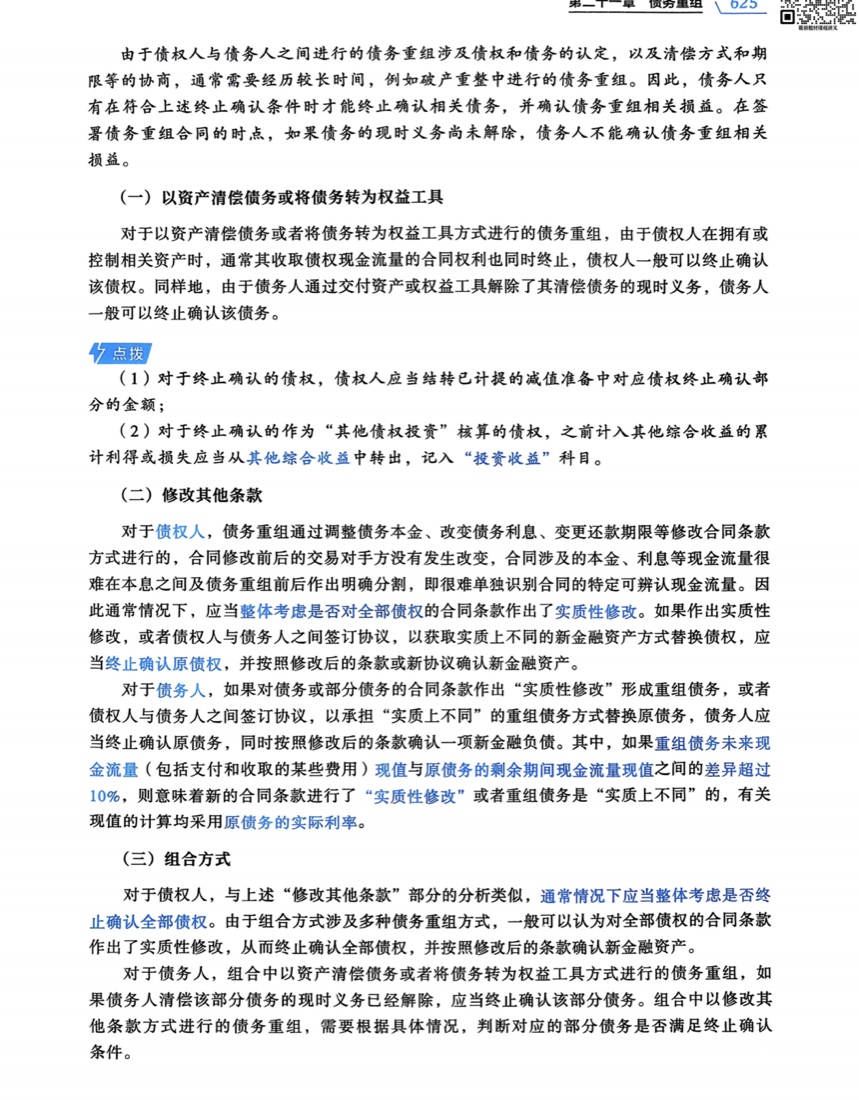 第二十一章 债务重组 625
由于债权人与债务人之间进行的债务重组涉及债权和债务的认定，以及清偿方式和期
限等的协商，通常需要经历较长时间，例如破产重整中进行的债务重组。因此，债务人只
有在符合上述终止确认条件时才能终止确认相关债务，并确认债务重组相关损益。在签
署债务重组合同的时点，如果债务的现时义务尚未解除，债务人不能确认债务重组相关
损益。
（一）以资产清偿债务或将债务转为权益工具
对于以资产清偿债务或者将债务转为权益工具方式进行的债务重组，由于债权人在拥有或
控制相关资产时，通常其收取债权现金流量的合同权利也同时终止，债权人一般可以终止确认
该债权。同样地，由于债务人通过交付资产或权益工具解除了其清偿债务的现时义务，债务人
一般可以终止确认该债务。
点拨
（1）对于终止确认的债权，债权人应当结转已计提的减值准备中对应债权终止确认部
分的金额；
（2）对于终止确认的作为“其他债权投资”核算的债权，之前计入其他综合收益的累
计利得或损失应当从其他综合收益中转出，记入“投资收益”科目。
（二）修改其他条款
对于债权人，债务重组通过调整债务本金、改变债务利息、变更还款期限等修改合同条款
方式进行的，合同修改前后的交易对手方没有发生改变，合同涉及的本金、利息等现金流量很
难在本息之间及债务重组前后作出明确分割，即很难单独识别合同的特定可辨认现金流量。因
此通常情况下，应当整体考虑是否对全部债权的合同条款作出了实质性修改。如果作出实质性
修改，或者债权人与债务人之间签订协议，以获取实质上不同的新金融资产方式替换债权，应
当终止确认原债权，并按照修改后的条款或新协议确认新金融资产。
对于债务人，如果对债务或部分债务的合同条款作出“实质性修改”形成重组债务，或者
债权人与债务人之间签订协议，以承担“实质上不同”的重组债务方式替换原债务，债务人应
当终止确认原债务，同时按照修改后的条款确认一项新金融负债。其中，如果重组债务未来现
金流量（包括支付和收取的某些费用）现值与原债务的剩余期间现金流量现值之间的差异超过
10%，则意味着新的合同条款进行了“实质性修改”或者重组债务是“实质上不同”的，有关
现值的计算均采用原债务的实际利率。
（三）组合方式
对于债权人，与上述“修改其他条款”部分的分析类似，通常情况下应当整体考虑是否终
止确认全部债权。由于组合方式涉及多种债务重组方式，一般可以认为对全部债权的合同条款
作出了实质性修改，从而终止确认全部债权，并按照修改后的条款确认新金融资产。
对于债务人，组合中以资产清偿债务或者将债务转为权益工具方式进行的债务重组，如
果债务人清偿该部分债务的现时义务已经解除，应当终止确认该部分债务。组合中以修改其
他条款方式进行的债务重组，需要根据具体情况，判断对应的部分债务是否满足终止确认
条件。